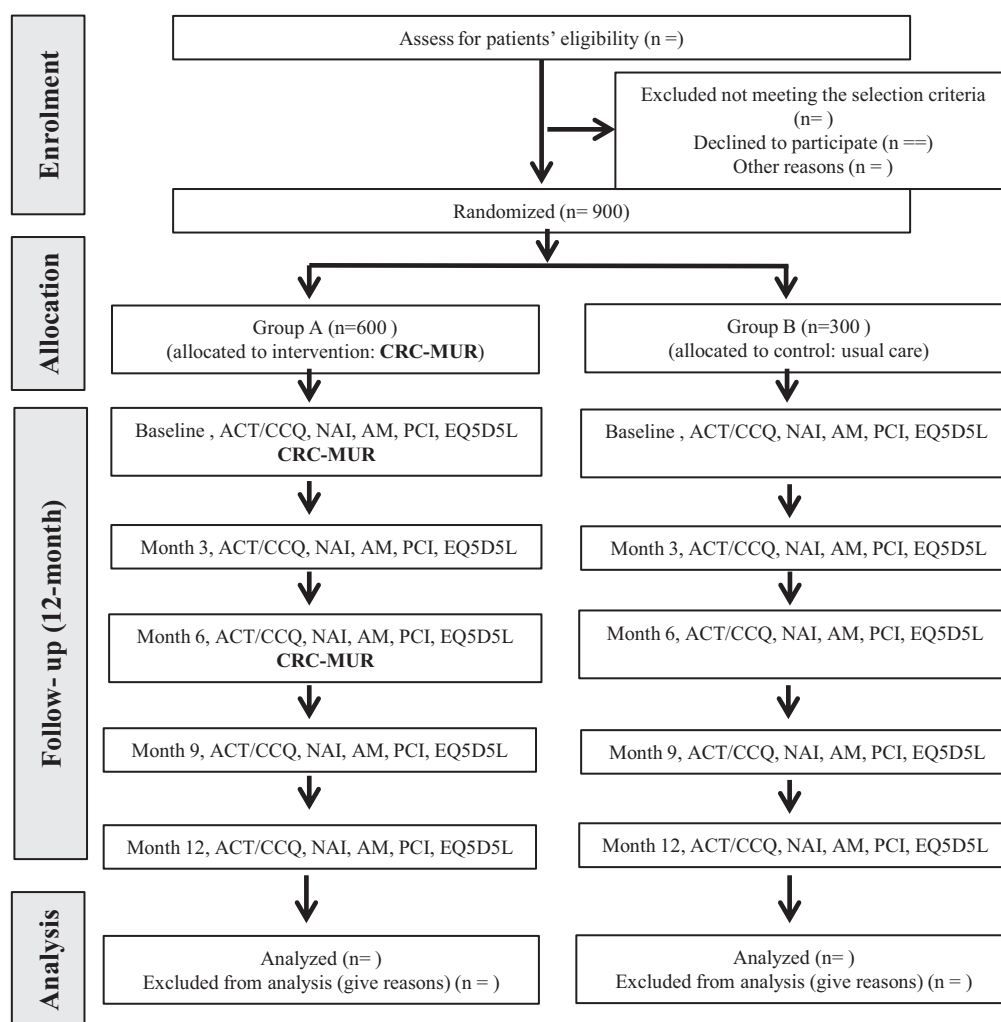 Enrolment
Assess for patients’ eligibility (n =)
Excluded not meeting the selection criteria
(n= )
Declined to participate (n ==)
Other reasons (n = )
Randomized (n= 900)
Allocation
Group A (n=600 )
(allocated to intervention: CRC-MUR)
Group B (n=300 )
(allocated to control: usual care)
Follow- up (12-month)
Baseline , ACT/CCQ, NAI, AM, PCI, EQ5D5L
CRC-MUR
Baseline , ACT/CCQ, NAI, AM, PCI, EQ5D5L
Month 3, ACT/CCQ, NAI, AM, PCI, EQ5D5L
Month 3, ACT/CCQ, NAI, AM, PCI, EQ5D5L
Month 6, ACT/CCQ, NAI, AM, PCI, EQ5D5L
CRC-MUR
Month 6, ACT/CCQ, NAI, AM, PCI, EQ5D5L
Month 9, ACT/CCQ, NAI, AM, PCI, EQ5D5L
Month 9, ACT/CCQ, NAI, AM, PCI, EQ5D5L
Month 12, ACT/CCQ, NAI, AM, PCI, EQ5D5L
Month 12, ACT/CCQ, NAI, AM, PCI, EQ5D5L
Analysis
Analyzed (n= )
Excluded from analysis (give reasons) (n = )
Analyzed (n= )
Excluded from analysis (give reasons) (n = )